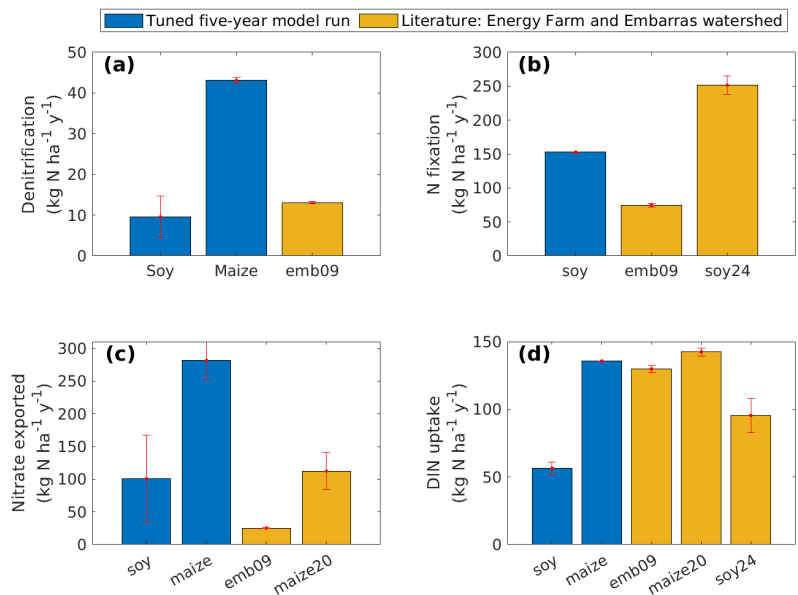 Tuned five-year model run
Literature: Energy Farm and Embarras watershed
(a)
Denitrification
(kg N ha⁻¹ y⁻¹)
50
40
30
20
10
0
Soy
Maize
emb09
(b)
N fixation
(kg N ha⁻¹ y⁻¹)
300
250
200
150
100
50
0
soy
emb09
soy24
(c)
Nitrate exported
(kg N ha⁻¹ y⁻¹)
300
250
200
150
100
50
0
soy
maize
emb09
maize20
(d)
DIN uptake
(kg N ha⁻¹ y⁻¹)
150
100
50
0
soy
maize
emb09
maize20
soy24